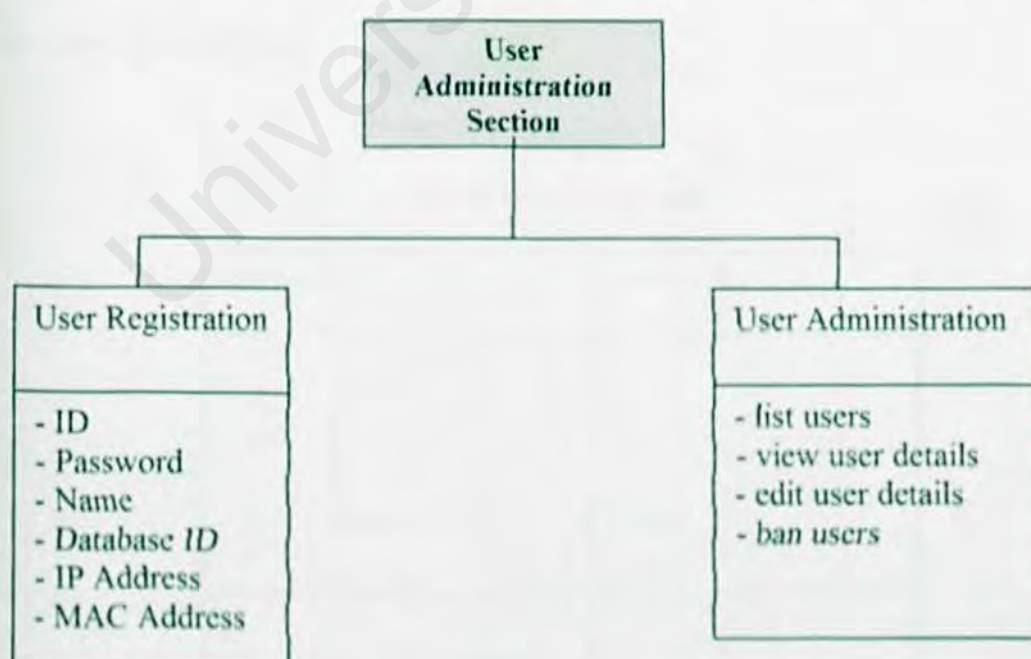 User
Administration
Section
User Registration
- ID
- Password
- Name
- Database ID
- IP Address
- MAC Address
User Administration
- list users
- view user details
- edit user details
- ban users